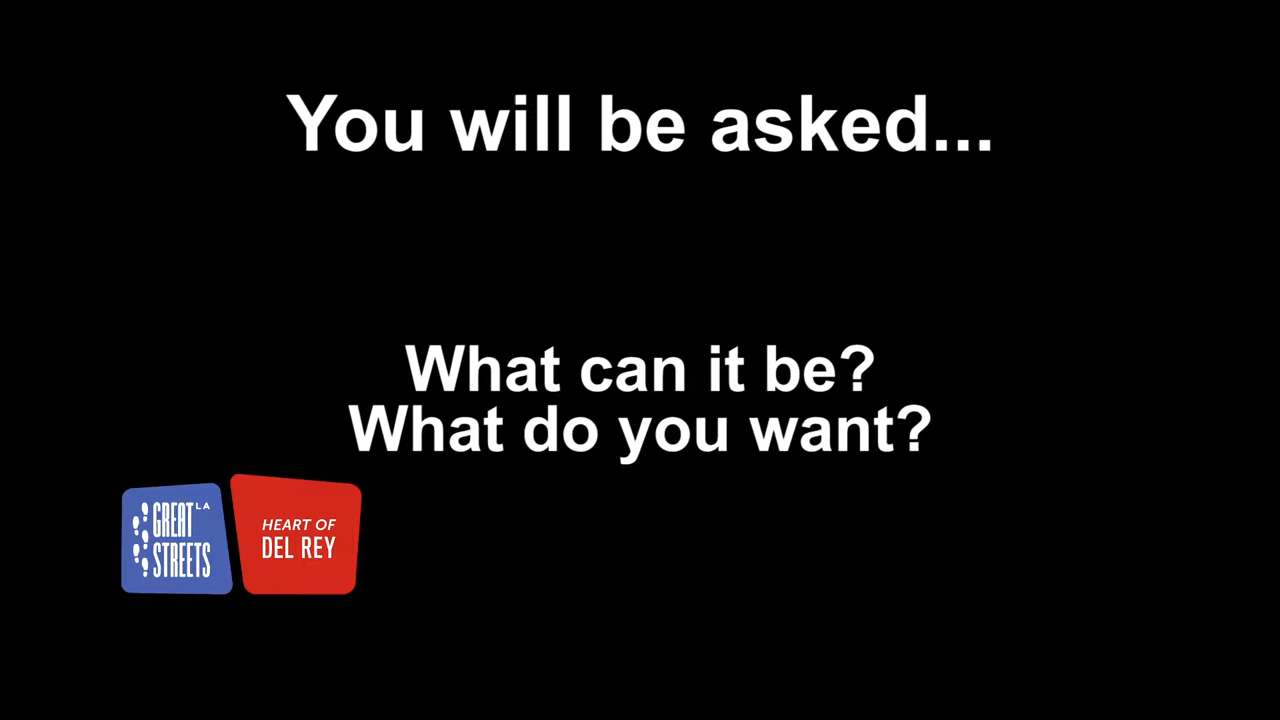 You will be asked...
What can it be?
What do you want?
GREAT LA
STREETS
HEART OF
DEL REY